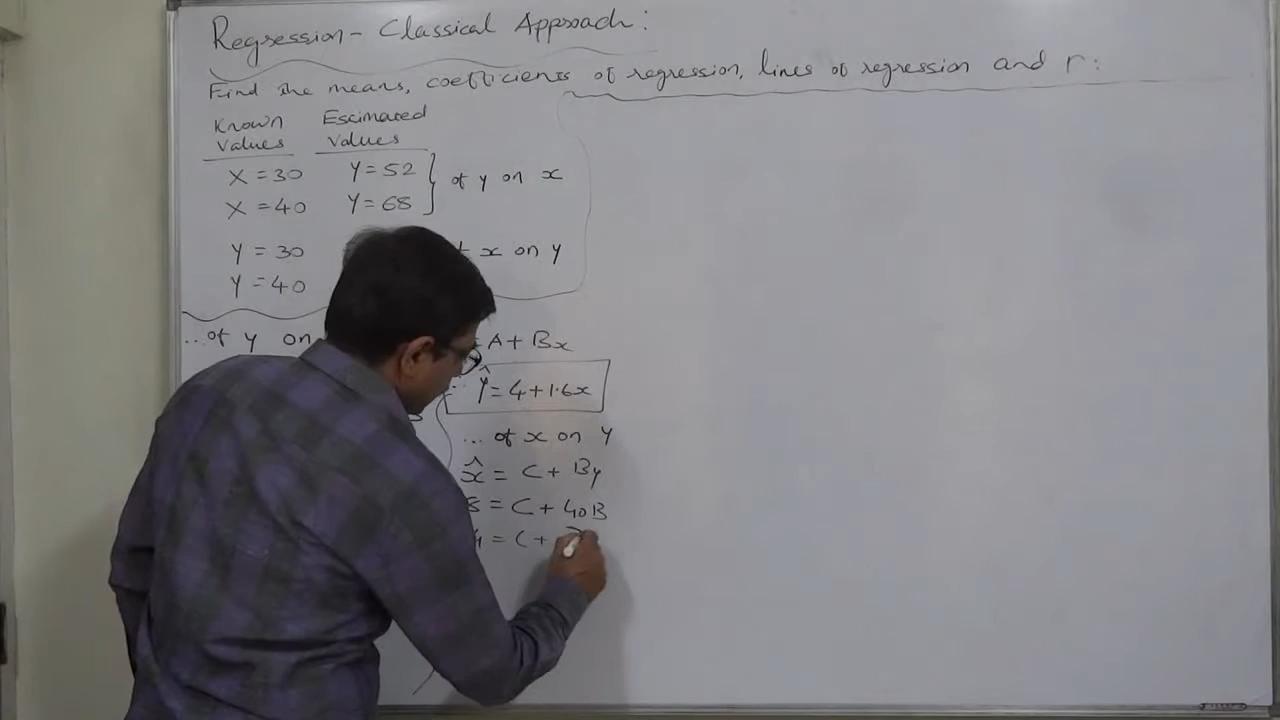 Regression - Classical Approach:
Find the means, coefficients of regression, lines of regression and r:
Known Values
Estimated Values
X = 30 Y = 52
X = 40 Y = 68
of y on x
Y = 30
x on y
Y = 40
...of y on
= A + Bx
Ŷ = 4 + 1.6x
... of x on y
x̂ = C + By
8 = C + 40B
= C +